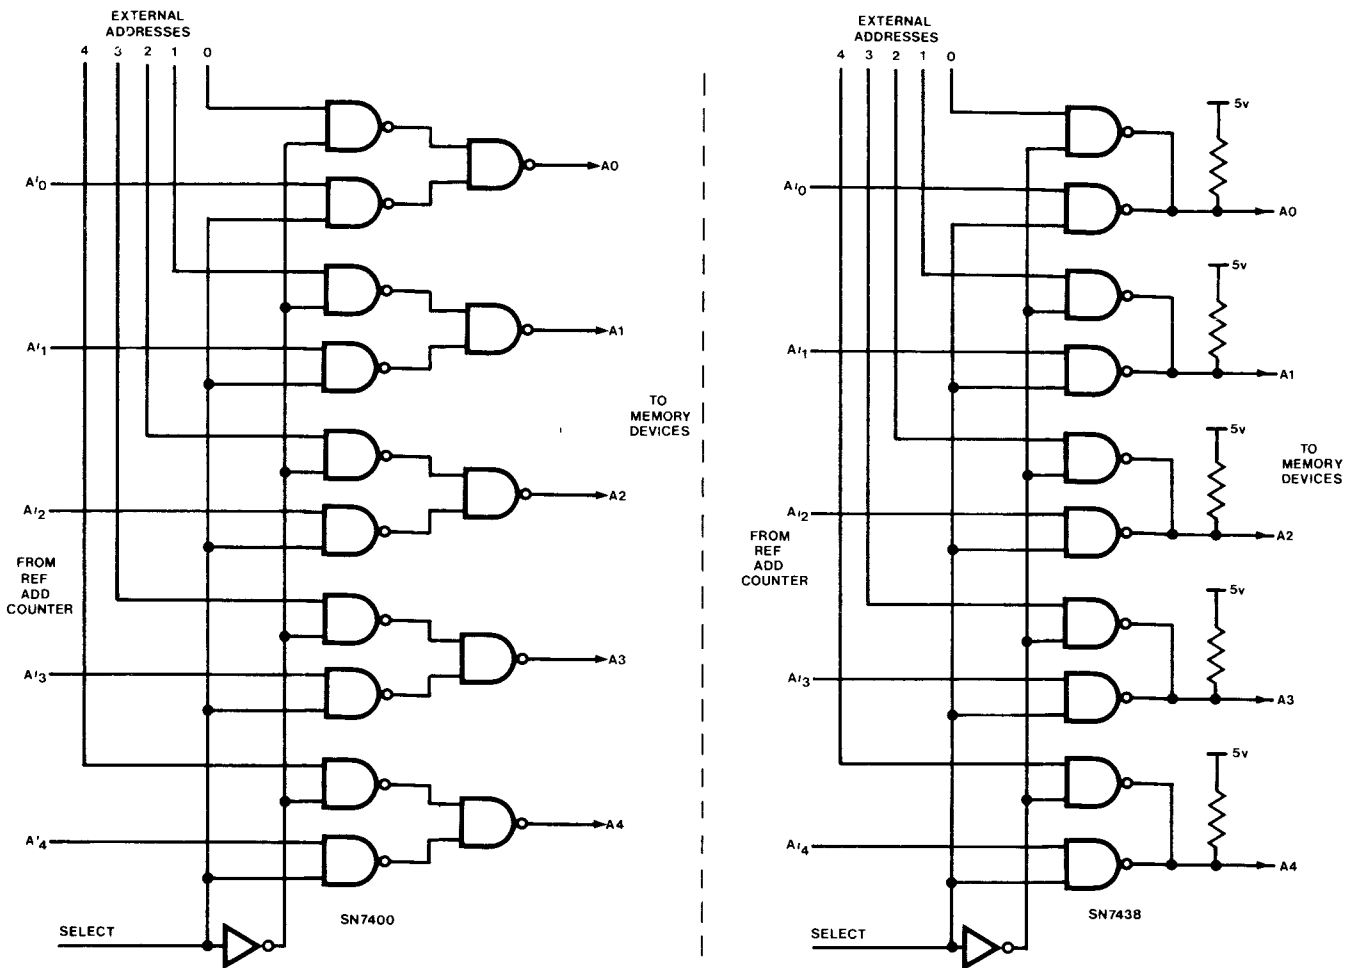 EXTERNAL
ADDRESSES
4 3 2 1 0
A'0
A0
A'1
A1
TO
MEMORY
DEVICES
A'2
A2
FROM
REF
ADD
COUNTER
A'3
A3
A'4
A4
SN7400
SELECT
EXTERNAL
ADDRESSES
4 3 2 1 0
5v
A'0
A0
5v
A'1
A1
5v
TO
MEMORY
DEVICES
A'2
A2
FROM
REF
ADD
COUNTER
5v
A'3
A3
5v
A'4
A4
SN7438
SELECT